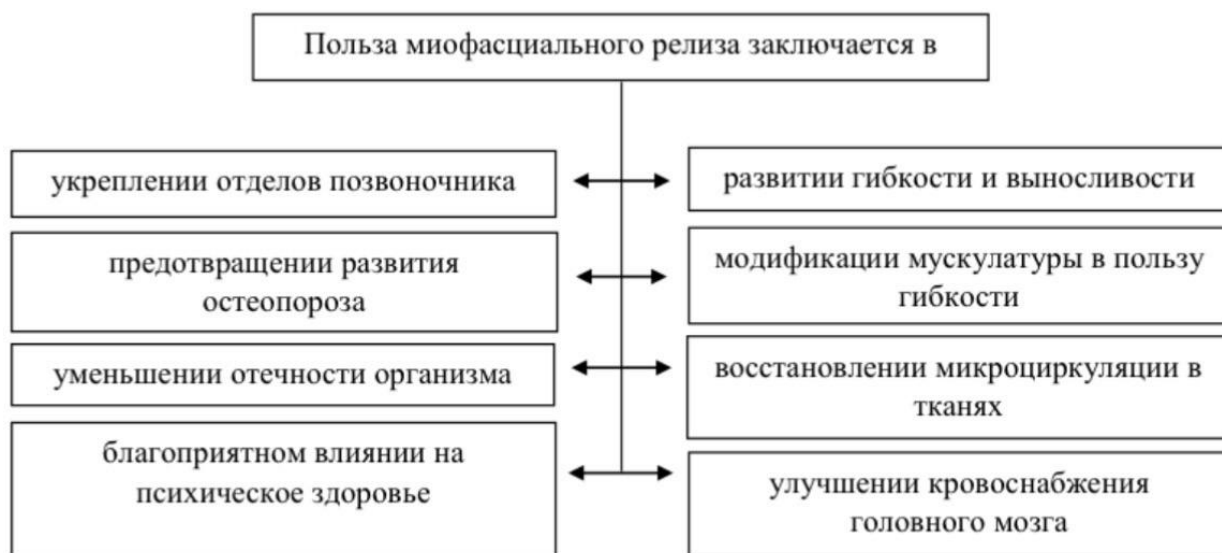 Польза миофасциального релиза заключается в
укреплении отделов позвоночника
развитии гибкости и выносливости
предотвращении развития
остеопороза
модификации мускулатуры в пользу
гибкости
уменьшении отечности организма
восстановлении микроциркуляции в
тканях
благоприятном влиянии на
психическое здоровье
улучшении кровоснабжения
головного мозга